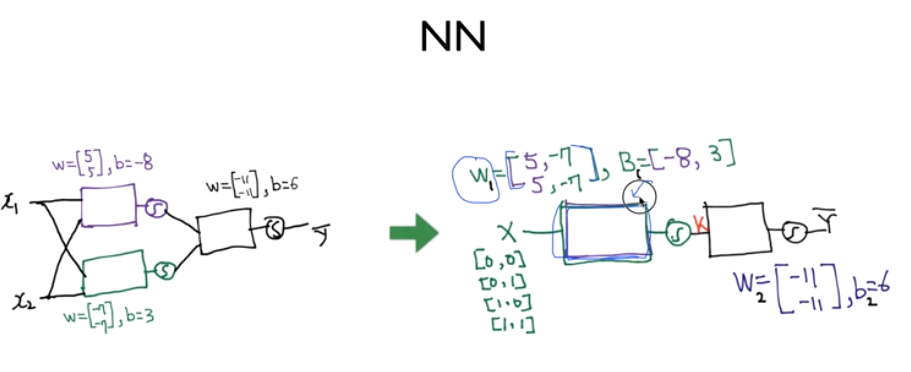 NN
w=[5 5], b=-8
x₁
S
w=[-11 -11], b=6
S
ȳ
S
x₂
w=[-7 -7], b=3
W₁=[5,-7 5,-7], B₁=[-8, 3]
X
S
K
S
Ȳ
[0,0]
[0,1]
[1,0]
[1,1]
W₂=[-11 -11], b₂=6